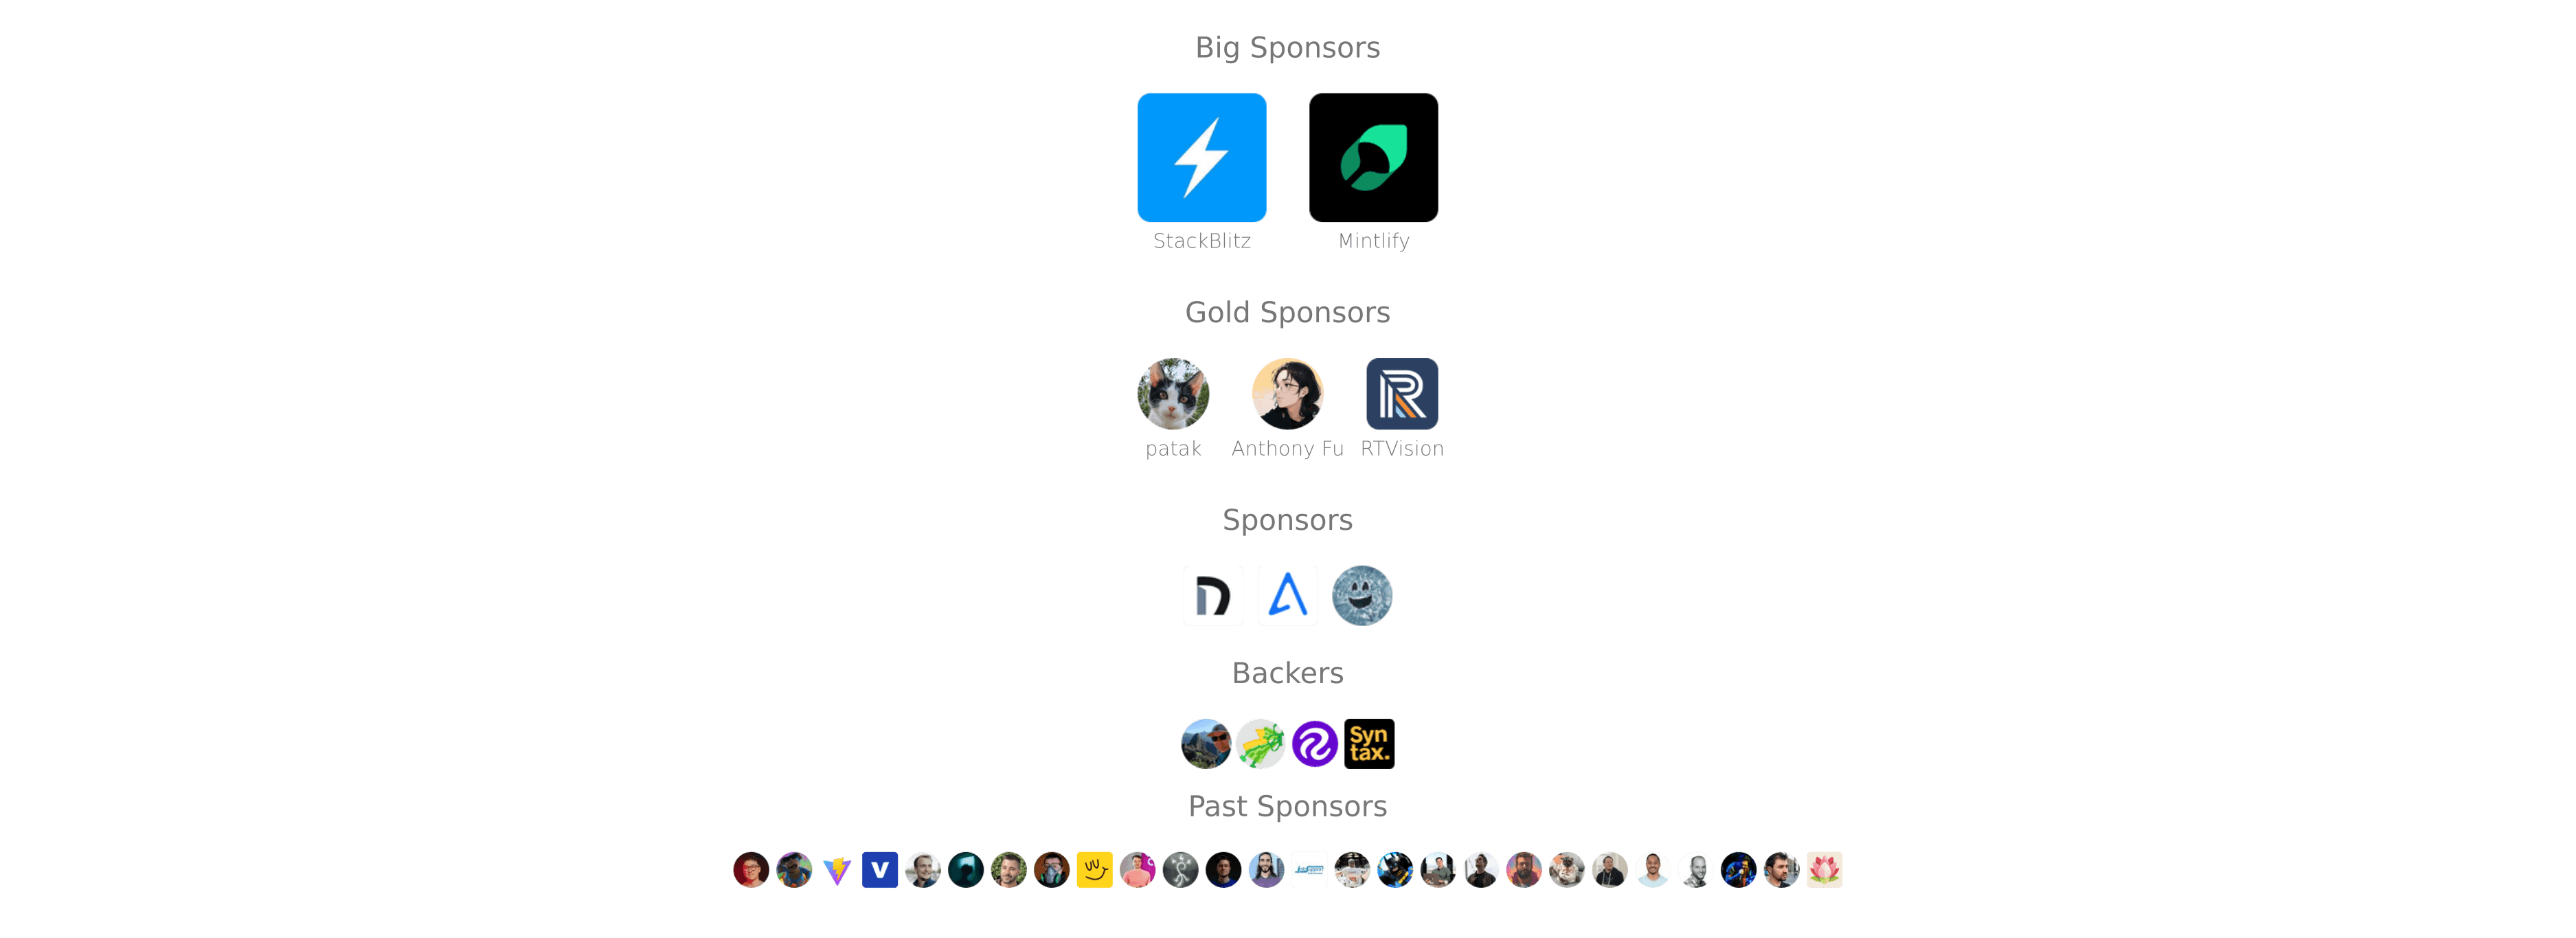 Big Sponsors
StackBlitz Mintlify
Gold Sponsors
patak Anthony Fu RTVision
Sponsors
Backers
Syn
tax.
Past Sponsors
V